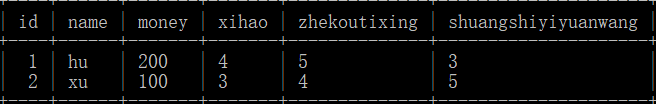 id name money xihao zhekoutixing shuangshiyiyuanwang
1 hu 200 4 5 3
2 xu 100 3 4 5